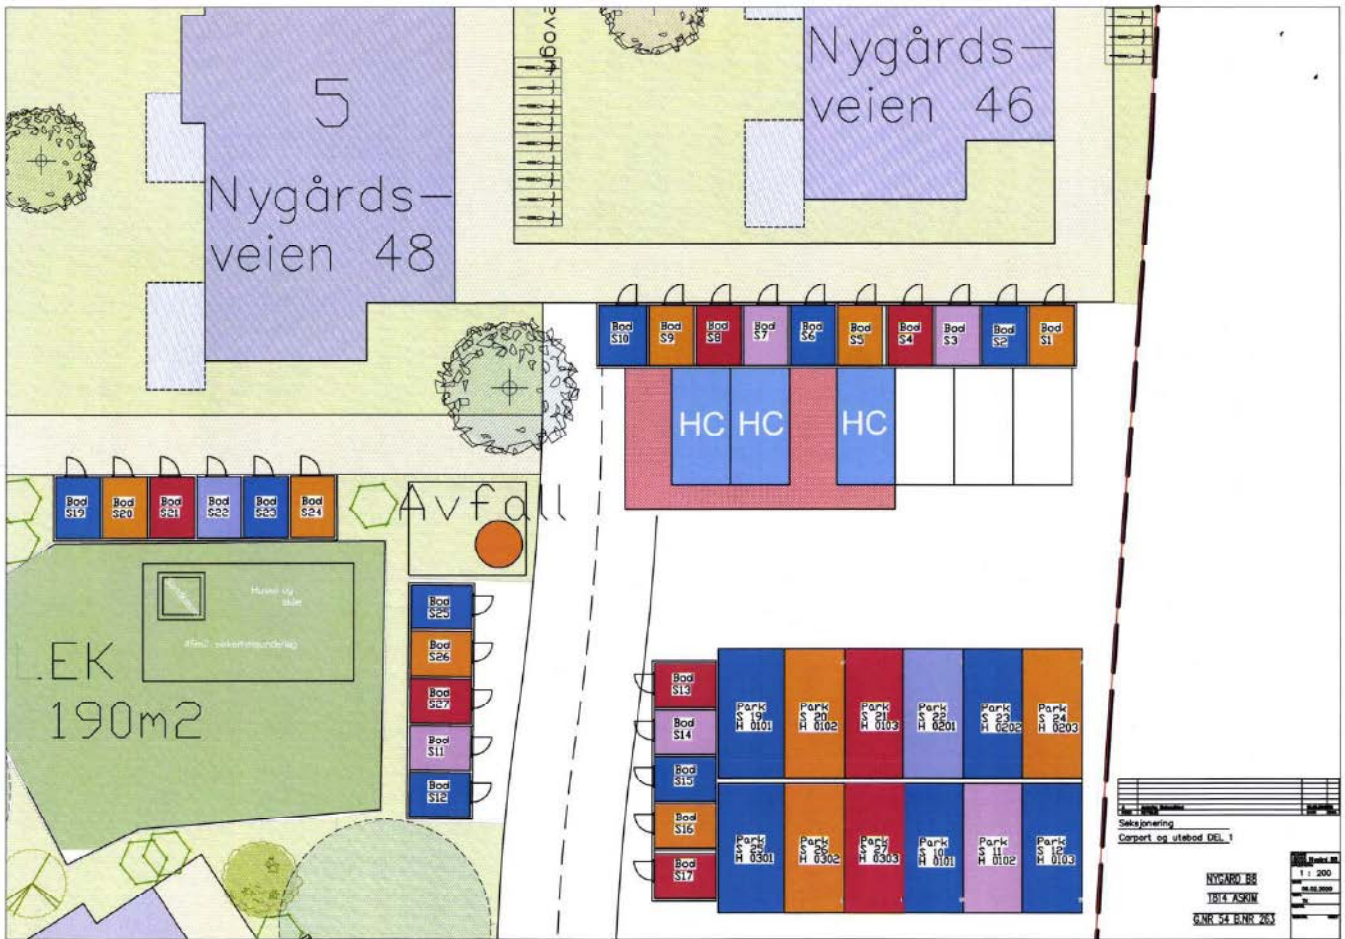 5
Nygårds-
veien 48
Nygårds-
veien 46
Bod
S10
Bod
S9
Bod
S8
Bod
S7
Bod
S6
Bod
S5
Bod
S4
Bod
S3
Bod
S2
Bod
S1
HC
HC
HC
Bod
S19
Bod
S20
Bod
S21
Bod
S22
Bod
S23
Bod
S24
Avfall
Bod
S25
Bod
S26
Bod
S27
Bod
S11
Bod
S12
LEK
190m2
Bod
S13
Bod
S14
Bod
S15
Bod
S16
Bod
S17
Park
S 19
H 0101
Park
S 20
H 0102
Park
S 21
H 0103
Park
S 22
H 0201
Park
S 23
H 0202
Park
S 24
H 0203
Park
S 25
H 0301
Park
S 26
H 0302
Park
S 27
H 0303
Park
S 10
H 0101
Park
S 11
H 0102
Park
S 12
H 0103
Seksjonering
Carport og utebod DEL 1
NYGÅRD B8
1814 ASKIM
G.NR 54 B.NR 263
1 : 200